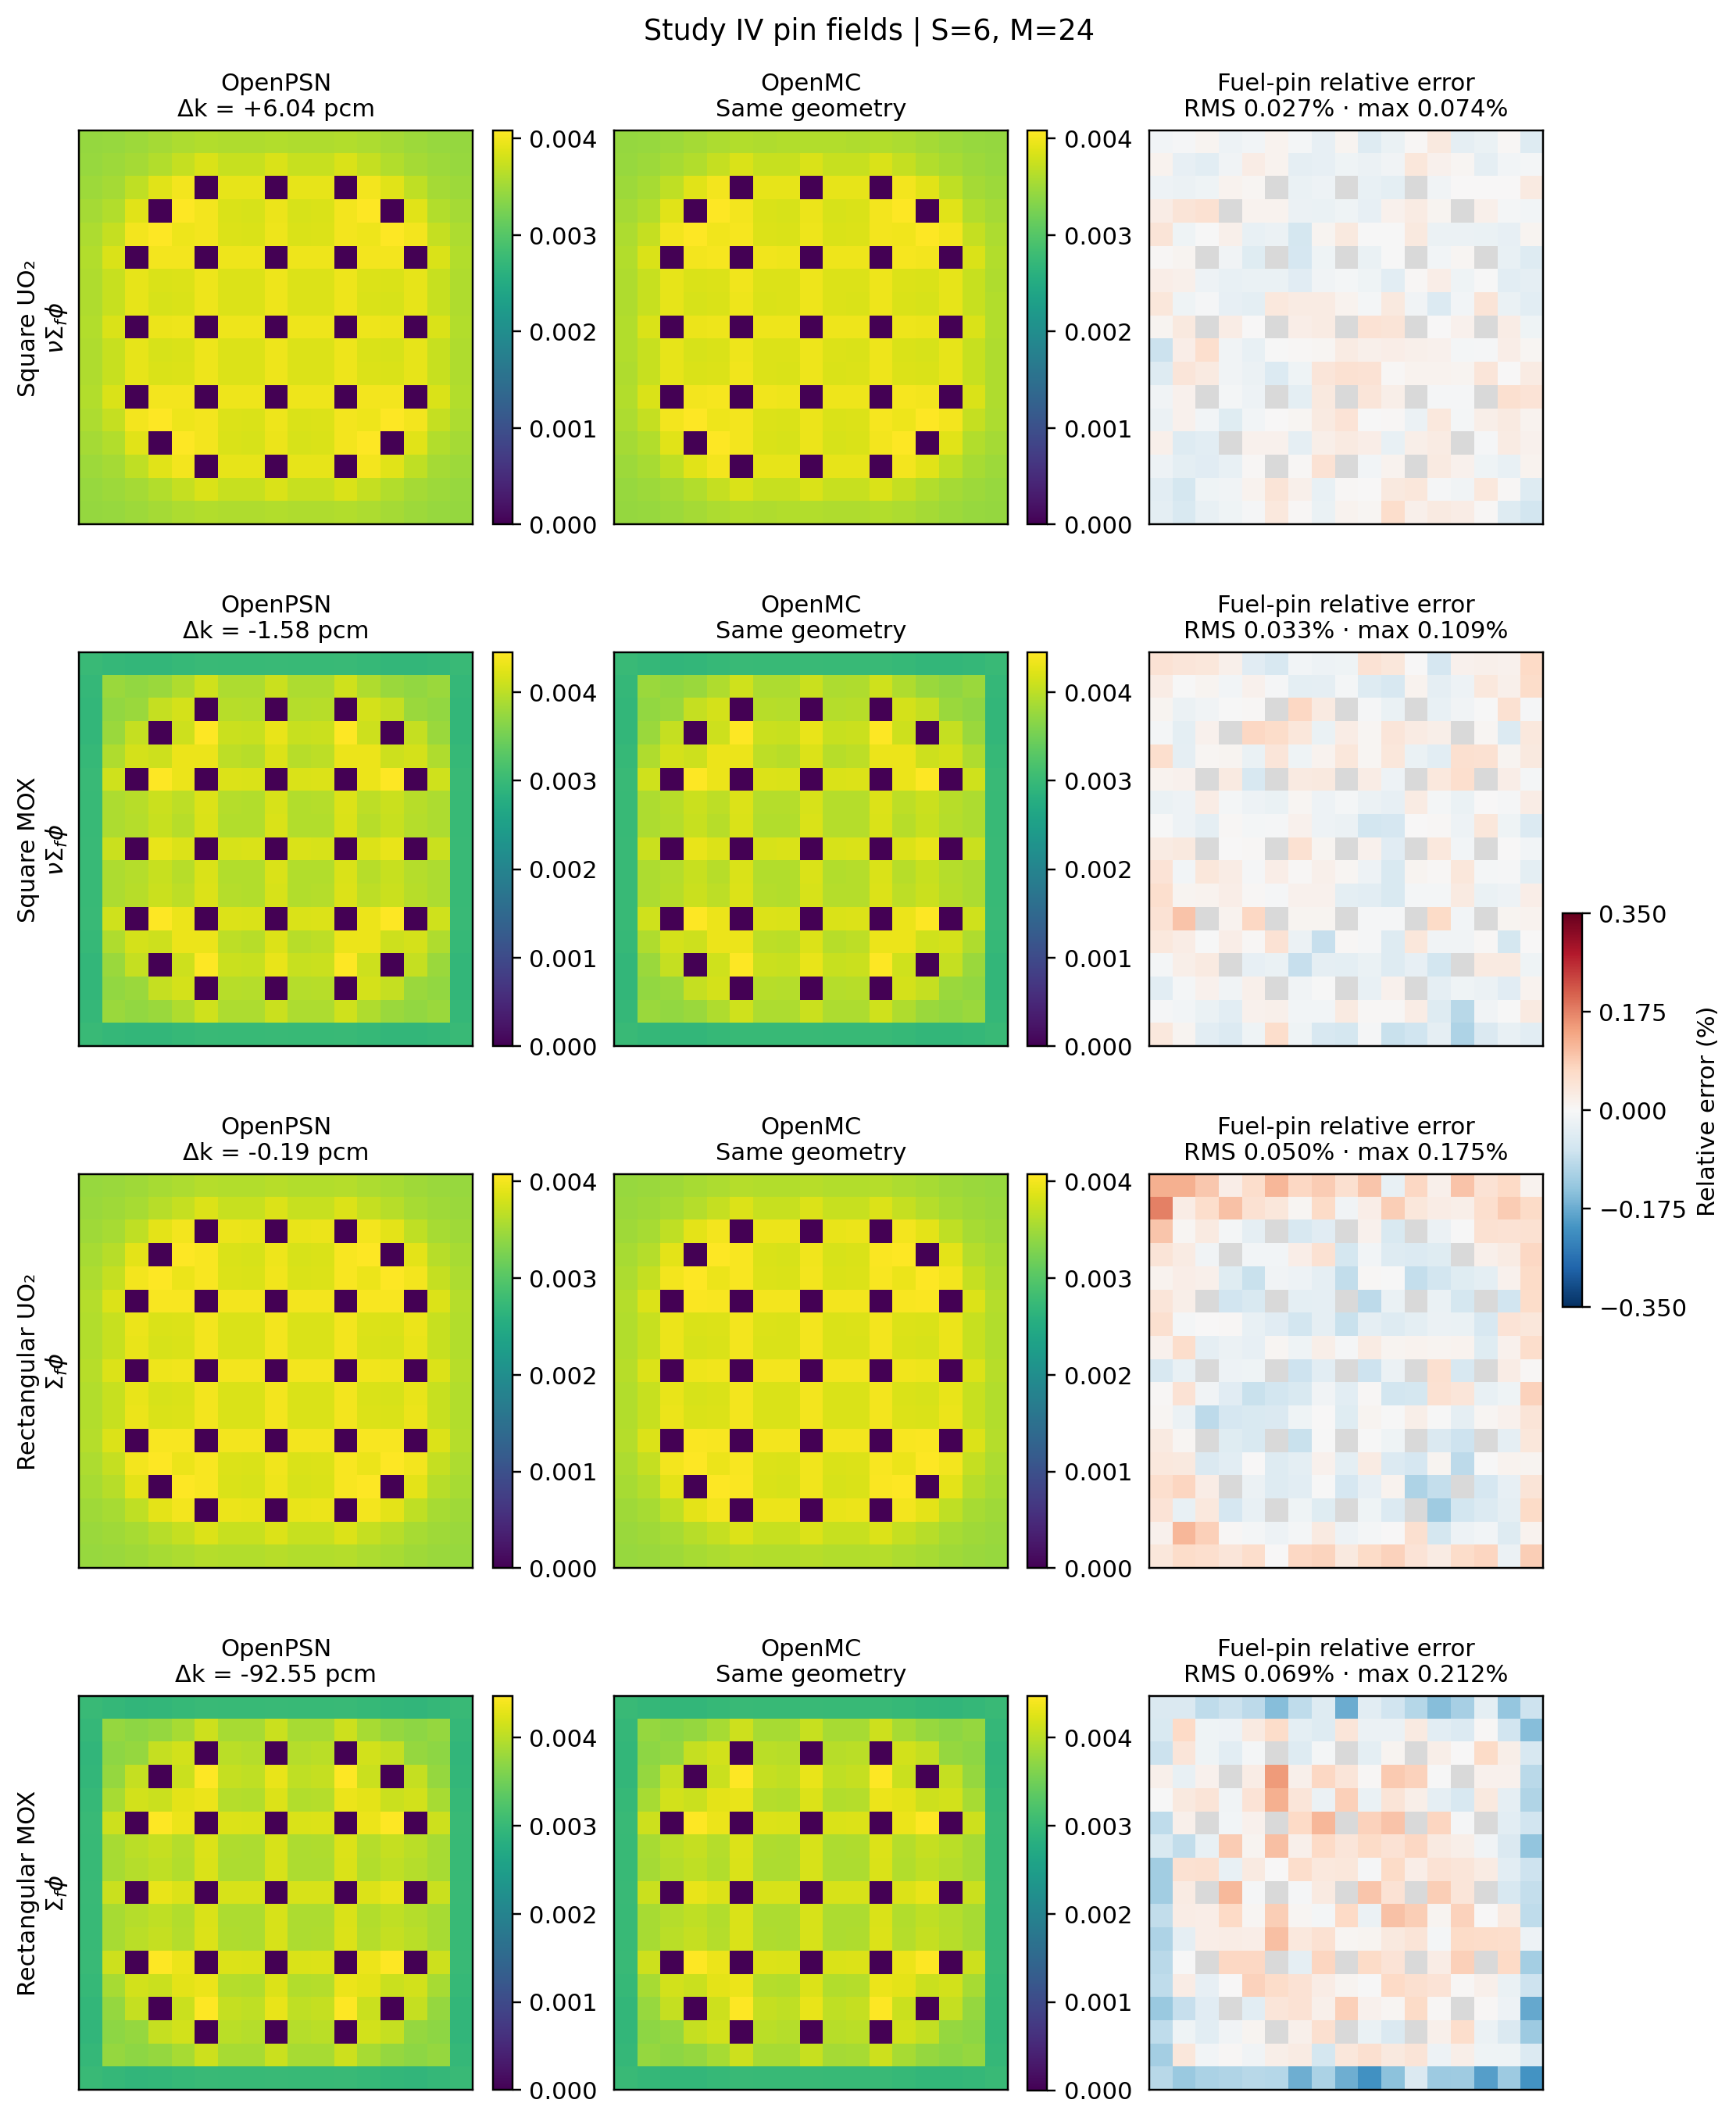 Study IV pin fields | S=6, M=24
OpenPSN
Δk = +6.04 pcm
OpenMC
Same geometry
Fuel-pin relative error
RMS 0.027% · max 0.074%
Square UO₂
νΣ_fϕ
0.004
0.003
0.002
0.001
0.000
0.004
0.003
0.002
0.001
0.000
OpenPSN
Δk = -1.58 pcm
OpenMC
Same geometry
Fuel-pin relative error
RMS 0.033% · max 0.109%
Square MOX
νΣ_fϕ
0.004
0.003
0.002
0.001
0.000
0.004
0.003
0.002
0.001
0.000
OpenPSN
Δk = -0.19 pcm
OpenMC
Same geometry
Fuel-pin relative error
RMS 0.050% · max 0.175%
Rectangular UO₂
Σ_fϕ
0.004
0.003
0.002
0.001
0.000
0.004
0.003
0.002
0.001
0.000
OpenPSN
Δk = -92.55 pcm
OpenMC
Same geometry
Fuel-pin relative error
RMS 0.069% · max 0.212%
Rectangular MOX
Σ_fϕ
0.004
0.003
0.002
0.001
0.000
0.004
0.003
0.002
0.001
0.000
0.350
0.175
0.000
−0.175
−0.350
Relative error (%)